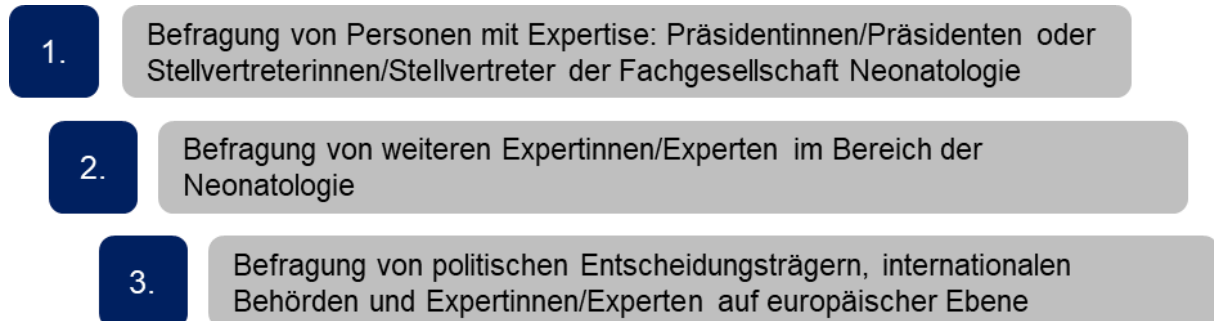 1.
Befragung von Personen mit Expertise: Präsidentinnen/Präsidenten oder
Stellvertreterinnen/Stellvertreter der Fachgesellschaft Neonatologie
2.
Befragung von weiteren Expertinnen/Experten im Bereich der
Neonatologie
3.
Befragung von politischen Entscheidungsträgern, internationalen
Behörden und Expertinnen/Experten auf europäischer Ebene